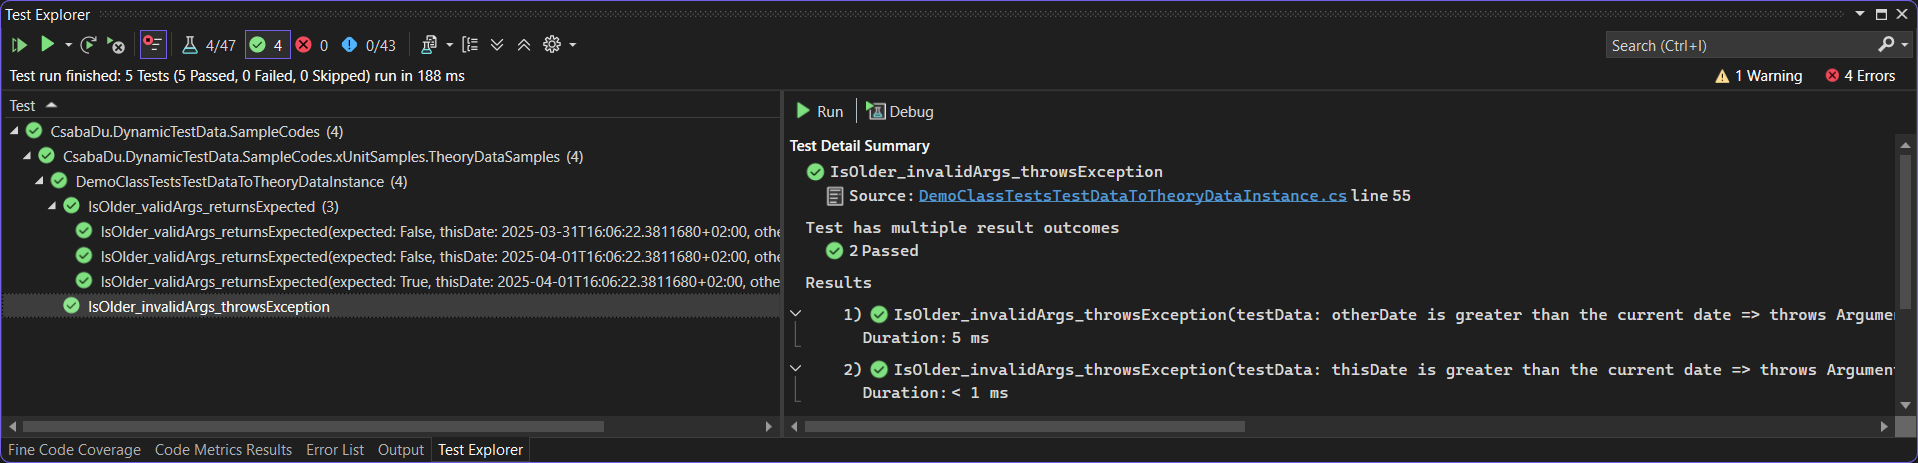 Test Explorer
4/47 4 0 0/43 Search (Ctrl+I)
Test run finished: 5 Tests (5 Passed, 0 Failed, 0 Skipped) run in 188 ms 1 Warning 4 Errors
Test
CsabaDu.DynamicTestData.SampleCodes (4)
CsabaDu.DynamicTestData.SampleCodes.xUnitSamples.TheoryDataSamples (4)
DemoClassTestsTestDataToTheoryDataInstance (4)
IsOlder_validArgs_returnsExpected (3)
IsOlder_validArgs_returnsExpected(expected: False, thisDate: 2025-03-31T16:06:22.3811680+02:00, othe
IsOlder_validArgs_returnsExpected(expected: False, thisDate: 2025-04-01T16:06:22.3811680+02:00, othe
IsOlder_validArgs_returnsExpected(expected: True, thisDate: 2025-04-01T16:06:22.3811680+02:00, othe
IsOlder_invalidArgs_throwsException
Run Debug
Test Detail Summary
IsOlder_invalidArgs_throwsException
Source: DemoClassTestsTestDataToTheoryDataInstance.cs line 55
Test has multiple result outcomes
2 Passed
Results
1) IsOlder_invalidArgs_throwsException(testData: otherDate is greater than the current date => throws Argumen
Duration: 5 ms
2) IsOlder_invalidArgs_throwsException(testData: thisDate is greater than the current date => throws Argument
Duration: < 1 ms
Fine Code Coverage Code Metrics Results Error List Output Test Explorer